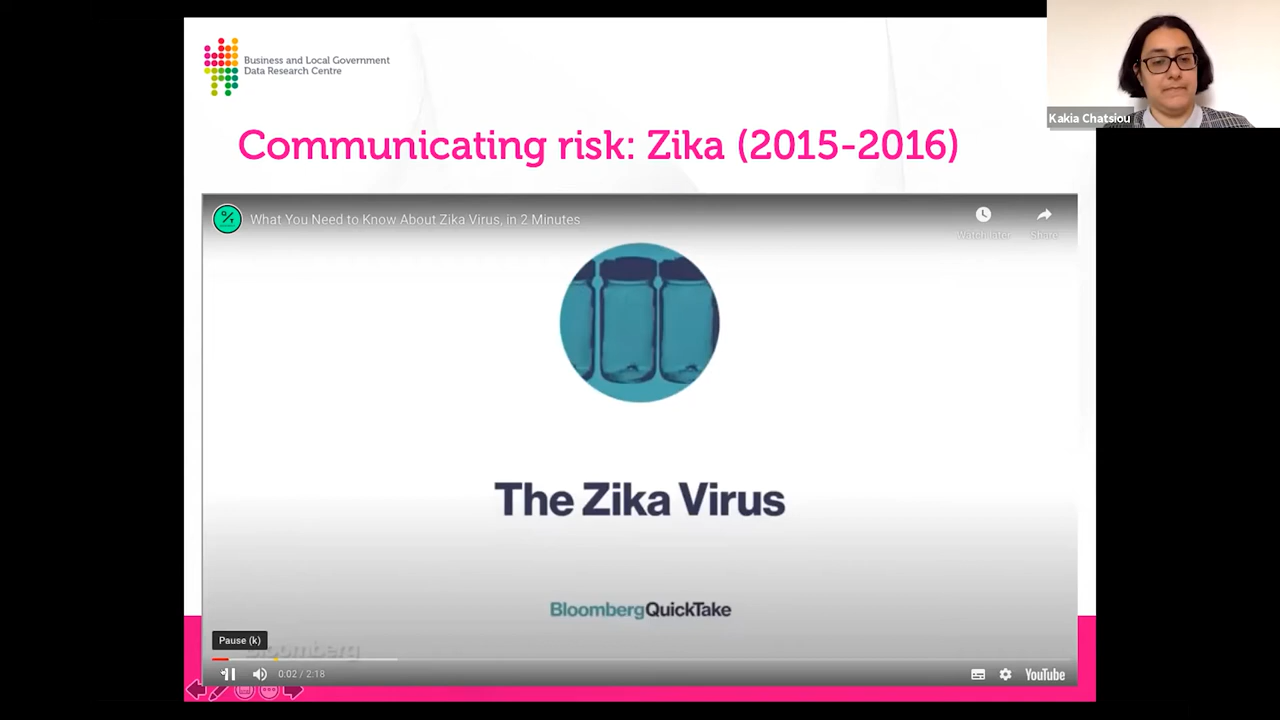 Business and Local Government
Data Research Centre
Kakia Chatsiou
Communicating risk: Zika (2015-2016)
What You Need to Know About Zika Virus, in 2 Minutes
Watch later
Share
The Zika Virus
BloombergQuickTake
Pause (k)
Bloomberg
0:02 / 2:18
YouTube